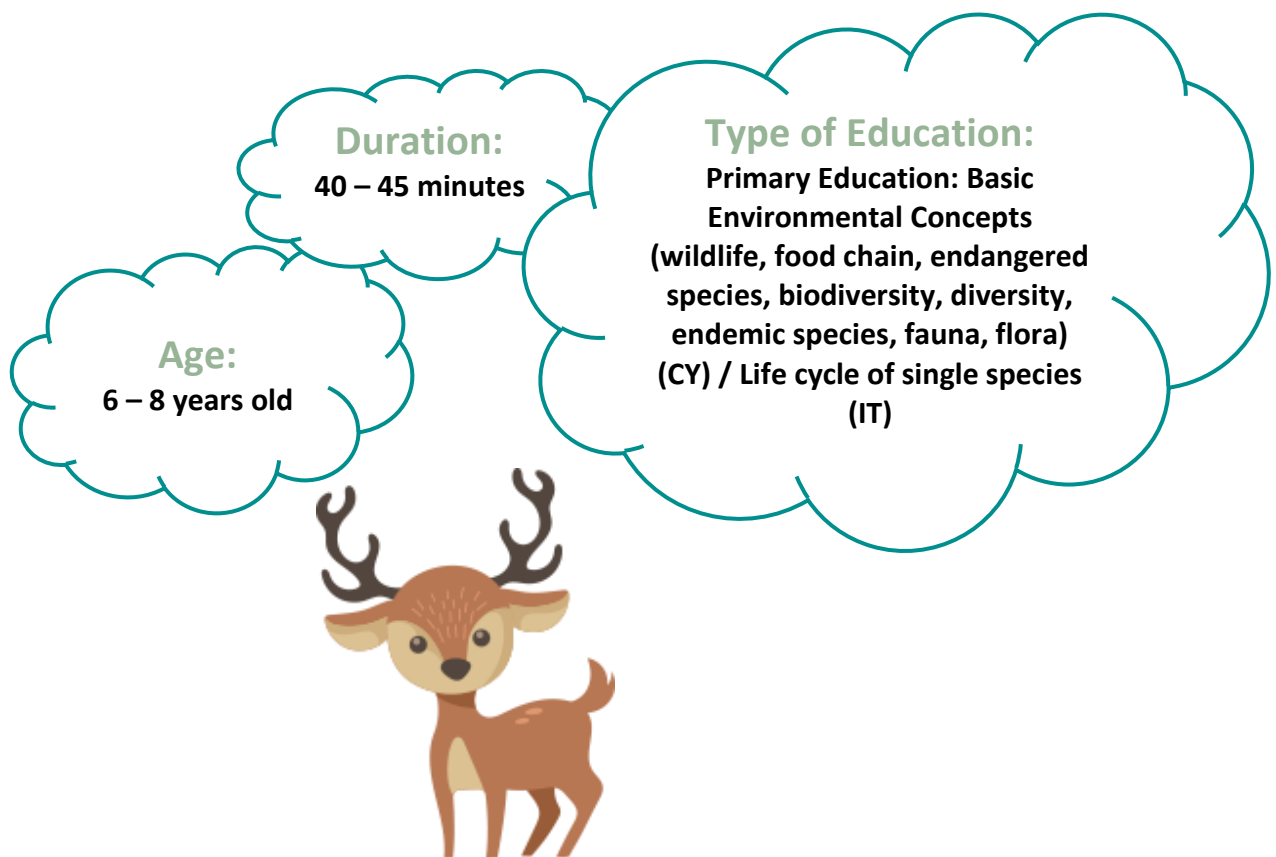 Duration:
40 – 45 minutes
Type of Education:
Primary Education: Basic
Environmental Concepts
(wildlife, food chain, endangered
species, biodiversity, diversity,
endemic species, fauna, flora)
(CY) / Life cycle of single species
(IT)
Age:
6 – 8 years old